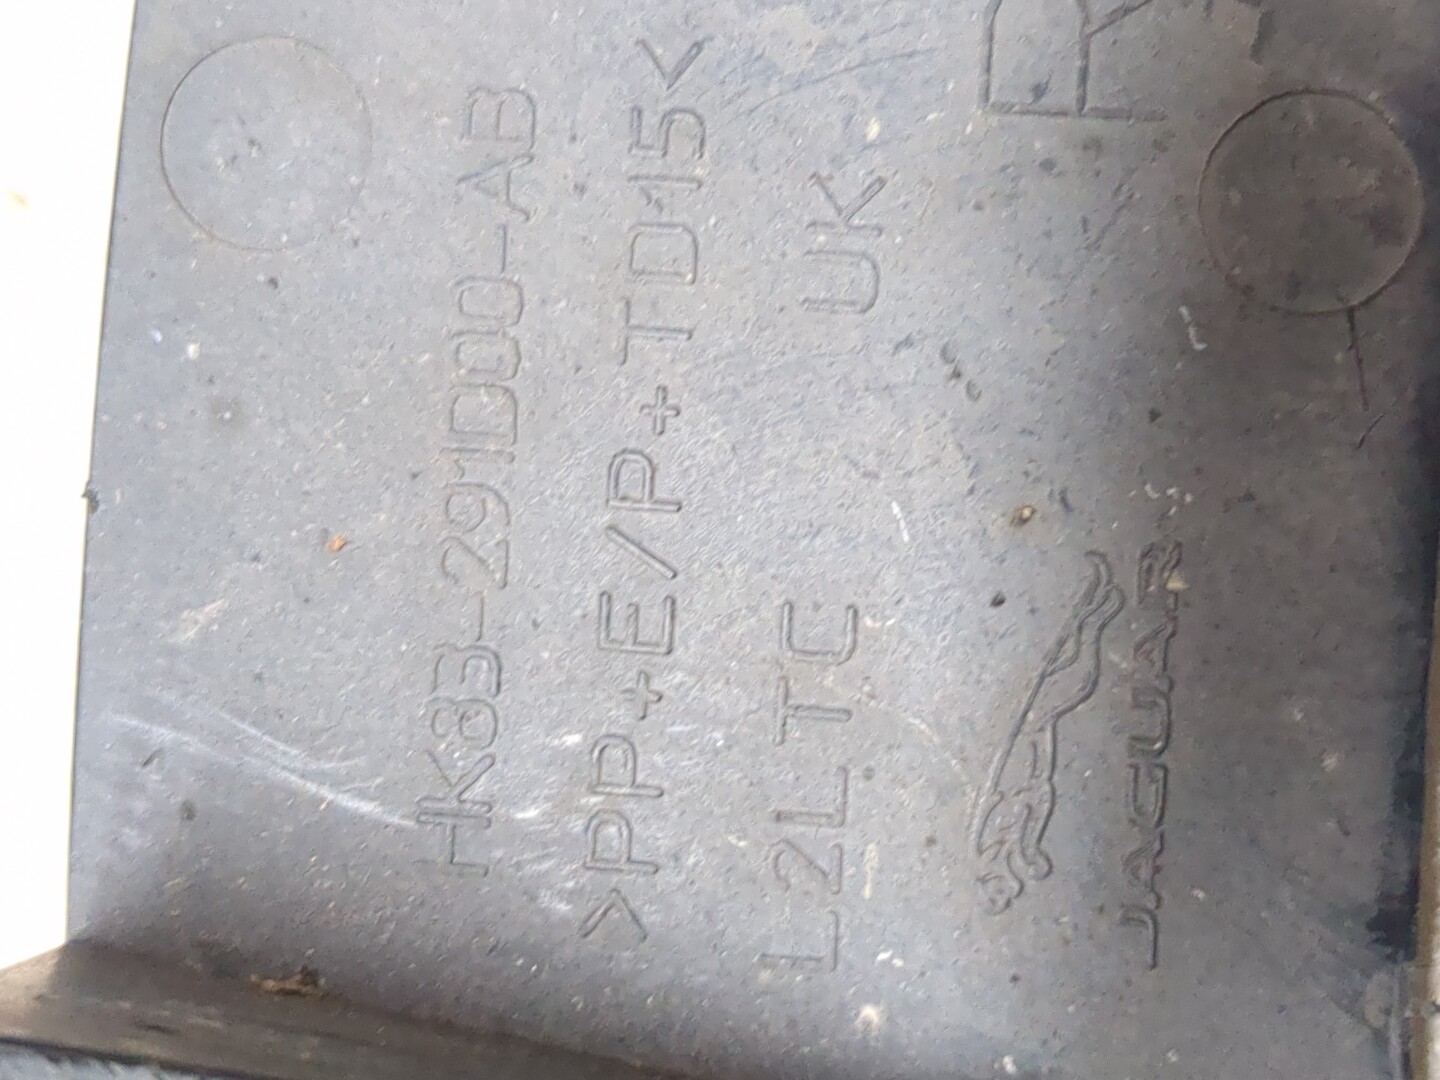 HK83-291D00-AB
>PP+E/P+TD15<
L2LTC UK
JAGUAR
R